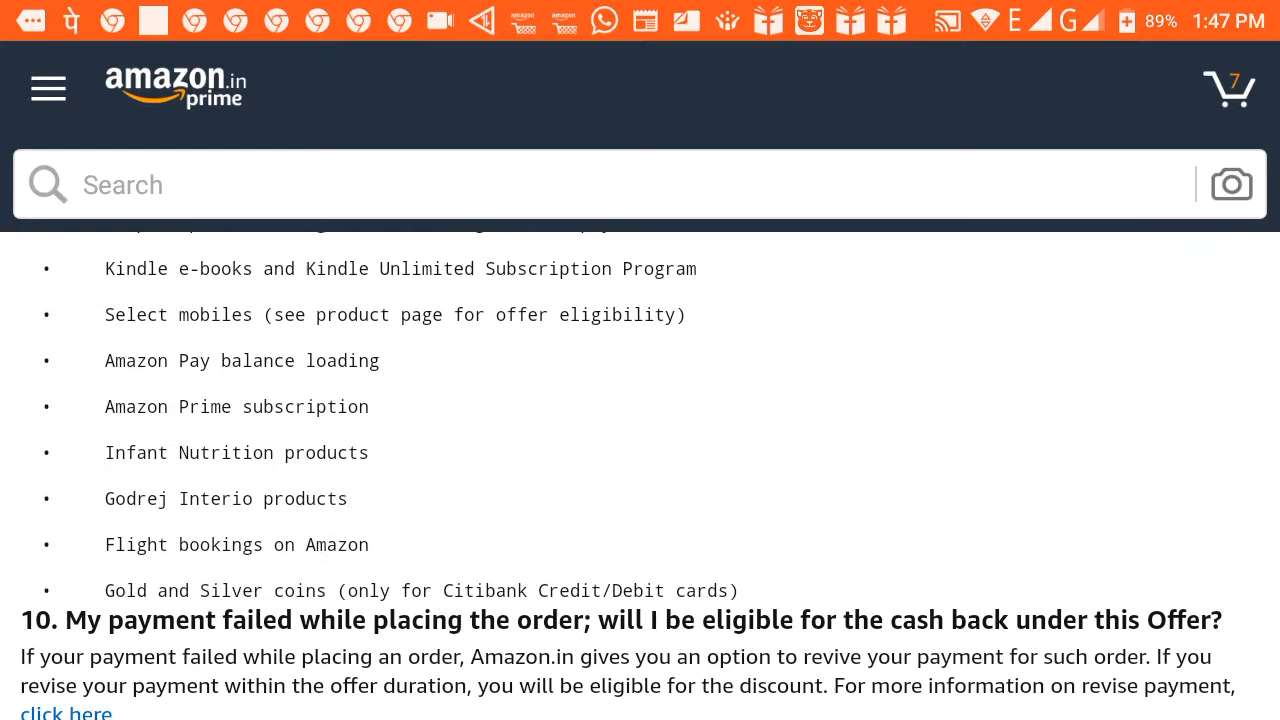 पे E G 89% 1:47 PM
amazon.in
prime
7
Search
• Kindle e-books and Kindle Unlimited Subscription Program
• Select mobiles (see product page for offer eligibility)
• Amazon Pay balance loading
• Amazon Prime subscription
• Infant Nutrition products
• Godrej Interio products
• Flight bookings on Amazon
• Gold and Silver coins (only for Citibank Credit/Debit cards)
10. My payment failed while placing the order; will I be eligible for the cash back under this Offer?
If your payment failed while placing an order, Amazon.in gives you an option to revive your payment for such order. If you
revise your payment within the offer duration, you will be eligible for the discount. For more information on revise payment,
click here